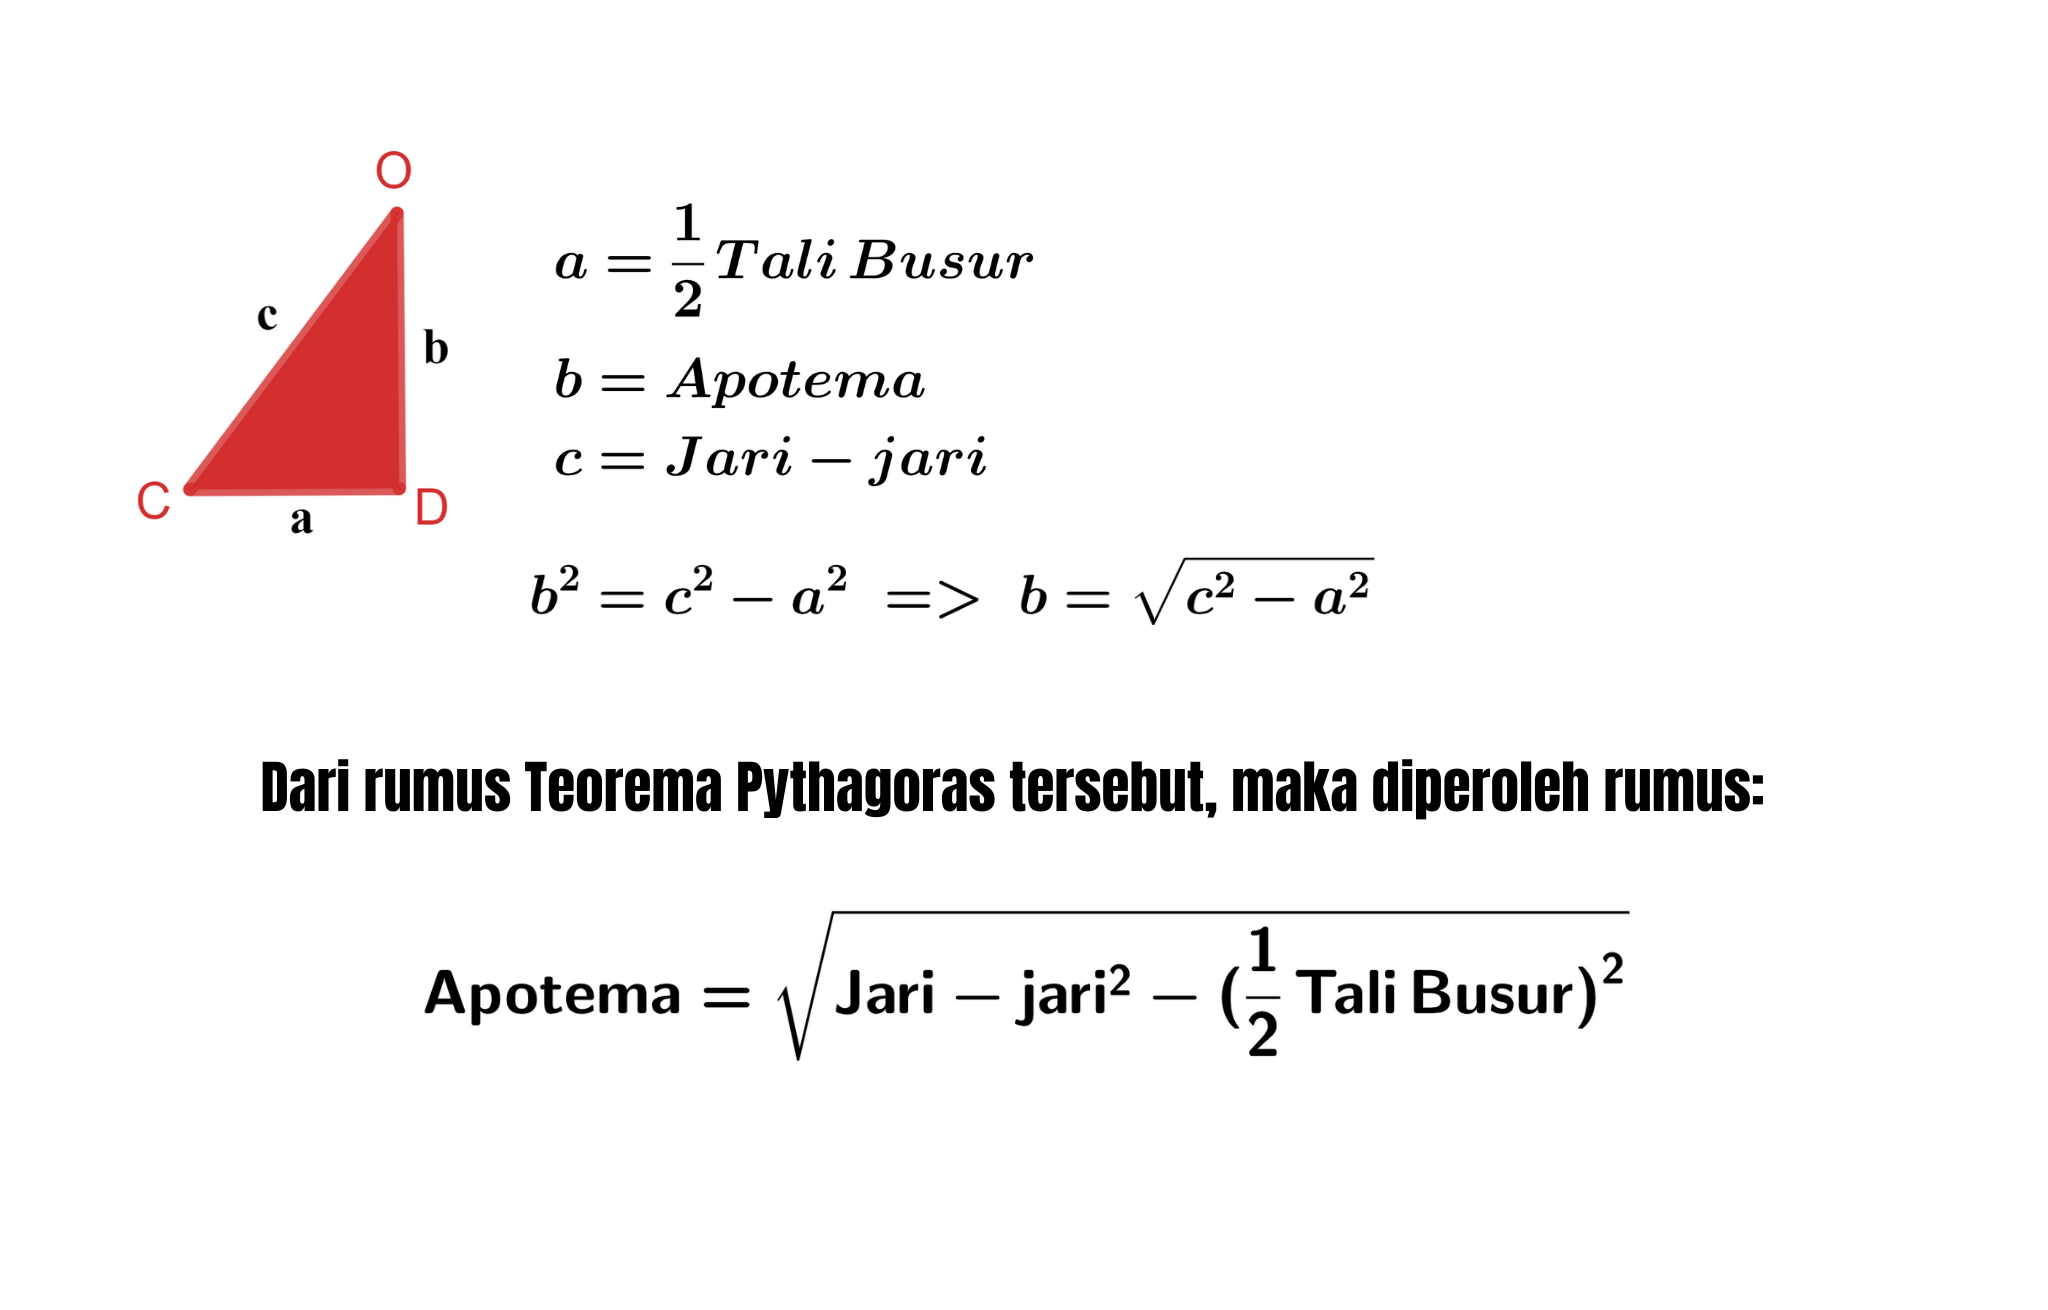 O
c
b
C
D
a
a = 1/2 Tali Busur
b = Apotema
c = Jari – jari
b² = c² – a² => b = √(c² – a²)
Dari rumus Teorema Pythagoras tersebut, maka diperoleh rumus:
Apotema = √(Jari – jari² – (1/2 Tali Busur)²)